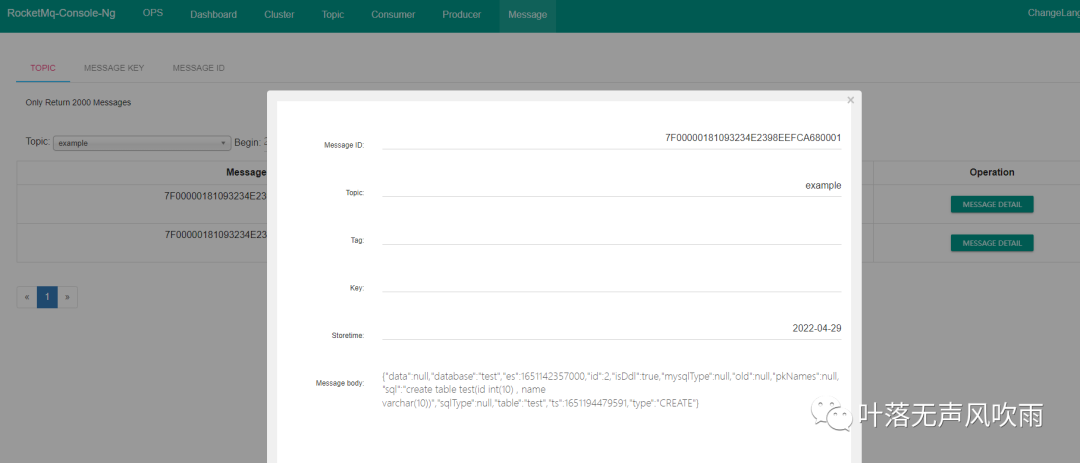 RocketMq-Console-Ng OPS Dashboard Cluster Topic Consumer Producer Message ChangeLang
TOPIC MESSAGE KEY MESSAGE ID
Only Return 2000 Messages
Topic: example Begin:
Message Operation
7F00000181093234E23 MESSAGE DETAIL
7F00000181093234E23 MESSAGE DETAIL
« 1 »
×
Message ID: 7F00000181093234E2398EEFCA680001
Topic: example
Tag:
Key:
Storetime: 2022-04-29
Message body: {"data":null,"database":"test","es":1651142357000,"id":2,"isDdl":true,"mysqlType":null,"old":null,"pkNames":null,
"sql":"create table test(id int(10) , name
varchar(10))","sqlType":null,"table":"test","ts":1651194479591,"type":"CREATE"}
叶落无声风吹雨